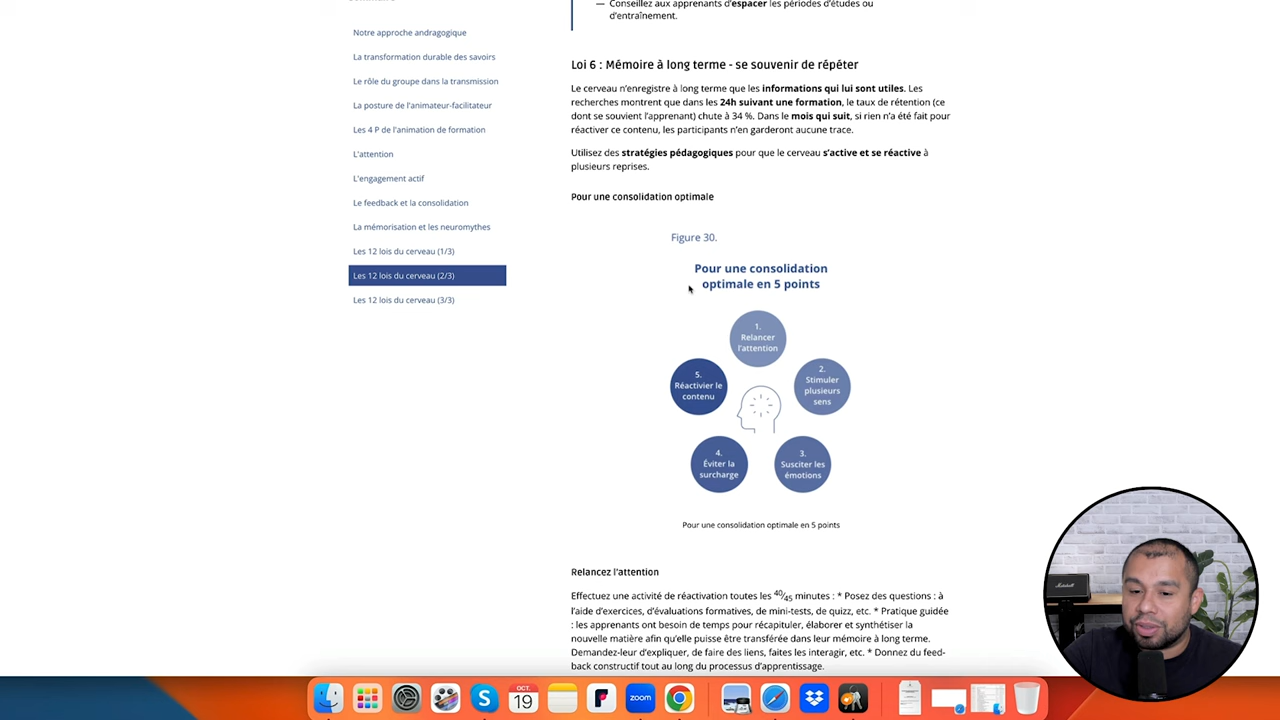 — Conseillez aux apprenants d'espacer les périodes d'études ou
d'entraînement.
Notre approche andragogique
La transformation durable des savoirs
Le rôle du groupe dans la transmission
La posture de l'animateur-facilitateur
Les 4 P de l'animation de formation
L'attention
L'engagement actif
Le feedback et la consolidation
La mémorisation et les neuromythes
Les 12 lois du cerveau (1/3)
Les 12 lois du cerveau (2/3)
Les 12 lois du cerveau (3/3)
Loi 6 : Mémoire à long terme - se souvenir de répéter
Le cerveau n'enregistre à long terme que les informations qui lui sont utiles. Les
recherches montrent que dans les 24h suivant une formation, le taux de rétention (ce
dont se souvient l'apprenant) chute à 34 %. Dans le mois qui suit, si rien n'a été fait pour
réactiver ce contenu, les participants n'en garderont aucune trace.
Utilisez des stratégies pédagogiques pour que le cerveau s'active et se réactive à
plusieurs reprises.
Pour une consolidation optimale
Figure 30.
Pour une consolidation
optimale en 5 points
1.
Relancer
l'attention
2.
Stimuler
plusieurs
sens
3.
Susciter les
émotions
4.
Éviter la
surcharge
5.
Réactivier le
contenu
Pour une consolidation optimale en 5 points
Relancez l'attention
Effectuez une activité de réactivation toutes les 40/45 minutes : * Posez des questions : à
l'aide d'exercices, d'évaluations formatives, de mini-tests, de quizz, etc. * Pratique guidée
: les apprenants ont besoin de temps pour récapituler, élaborer et synthétiser la
nouvelle matière afin qu'elle puisse être transférée dans leur mémoire à long terme.
Demandez-leur d'expliquer, de faire des liens, faites les interagir, etc. * Donnez du feed-
back constructif tout au long du processus d'apprentissage.
OCT.
19
zoom
Marshall